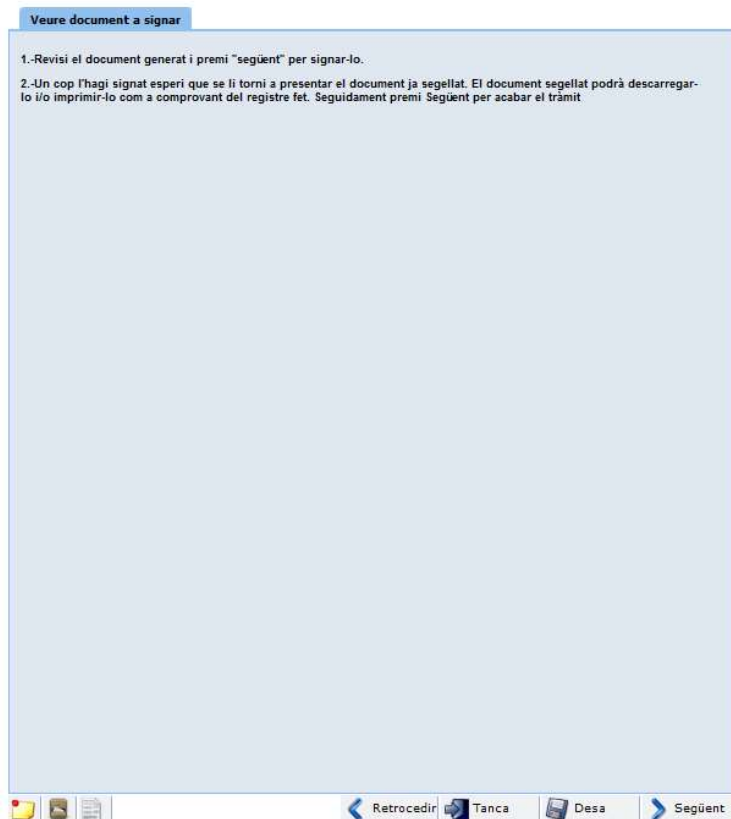 Veure document a signar
1.-Revisi el document generat i premi "següent" per signar-lo.
2.-Un cop l'hagi signat esperi que se li torni a presentar el document ja segellat. El document segellat podrà descarregar-
lo i/o imprimir-lo com a comprovant del registre fet. Seguidament premi Següent per acabar el tràmit
Retrocedir Tanca Desa Següent